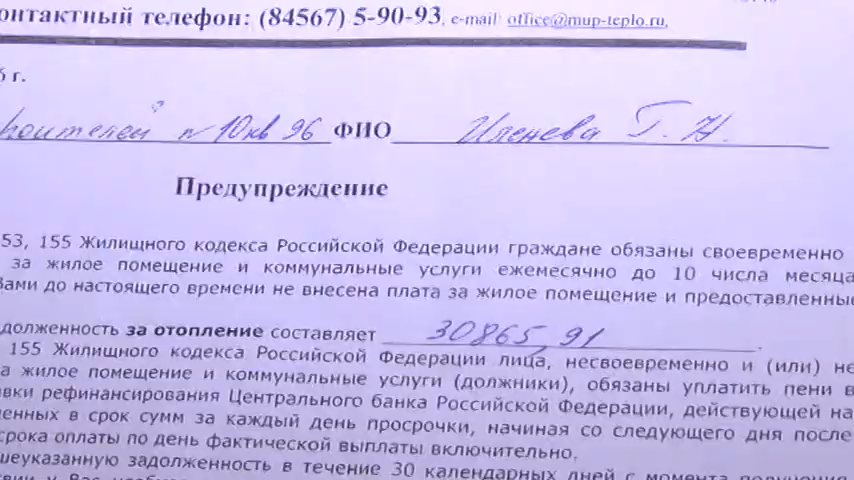 онтактный телефон: (84567) 5-90-93, e-mail: office@mup-teplo.ru,
г.
10 кв 96 ФИО Г. Н.
Предупреждение
53, 155 Жилищного кодекса Российской Федерации граждане обязаны своевременно
за жилое помещение и коммунальные услуги ежемесячно до 10 числа месяца
Вами до настоящего времени не внесена плата за жилое помещение и предоставленные
долженность за отопление составляет 30865,91
155 Жилищного кодекса Российской Федерации лица, несвоевременно и (или) не
а жилое помещение и коммунальные услуги (должники), обязаны уплатить пени в
вки рефинансирования Центрального банка Российской Федерации, действующей на
енных в срок сумм за каждый день просрочки, начиная со следующего дня после
срока оплаты по день фактической выплаты включительно.
шеуказанную задолженность в течение 30 календарных дней с момента получения